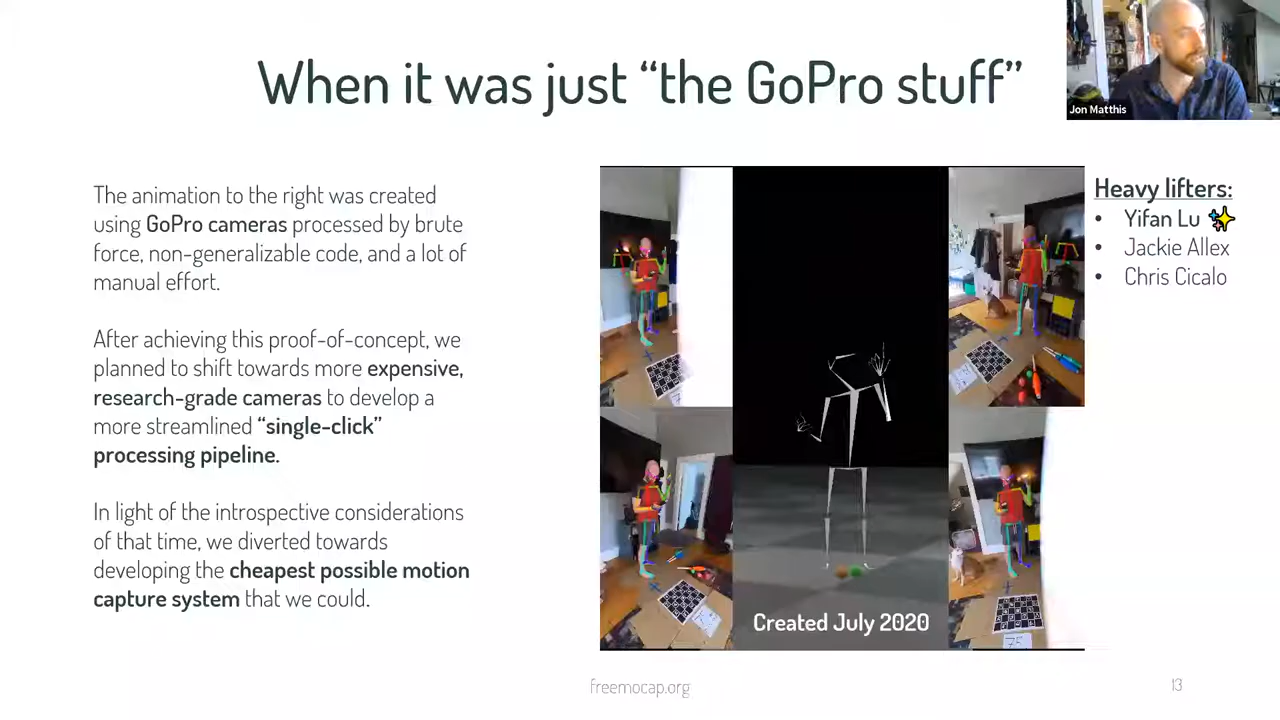 When it was just “the GoPro stuff”
Jon Matthis
The animation to the right was created
using GoPro cameras processed by brute
force, non-generalizable code, and a lot of
manual effort.
After achieving this proof-of-concept, we
planned to shift towards more expensive,
research-grade cameras to develop a
more streamlined “single-click”
processing pipeline.
In light of the introspective considerations
of that time, we diverted towards
developing the cheapest possible motion
capture system that we could.
Created July 2020
Heavy lifters:
• Yifan Lu ✨
• Jackie Allex
• Chris Cicalo
freemocap.org
13